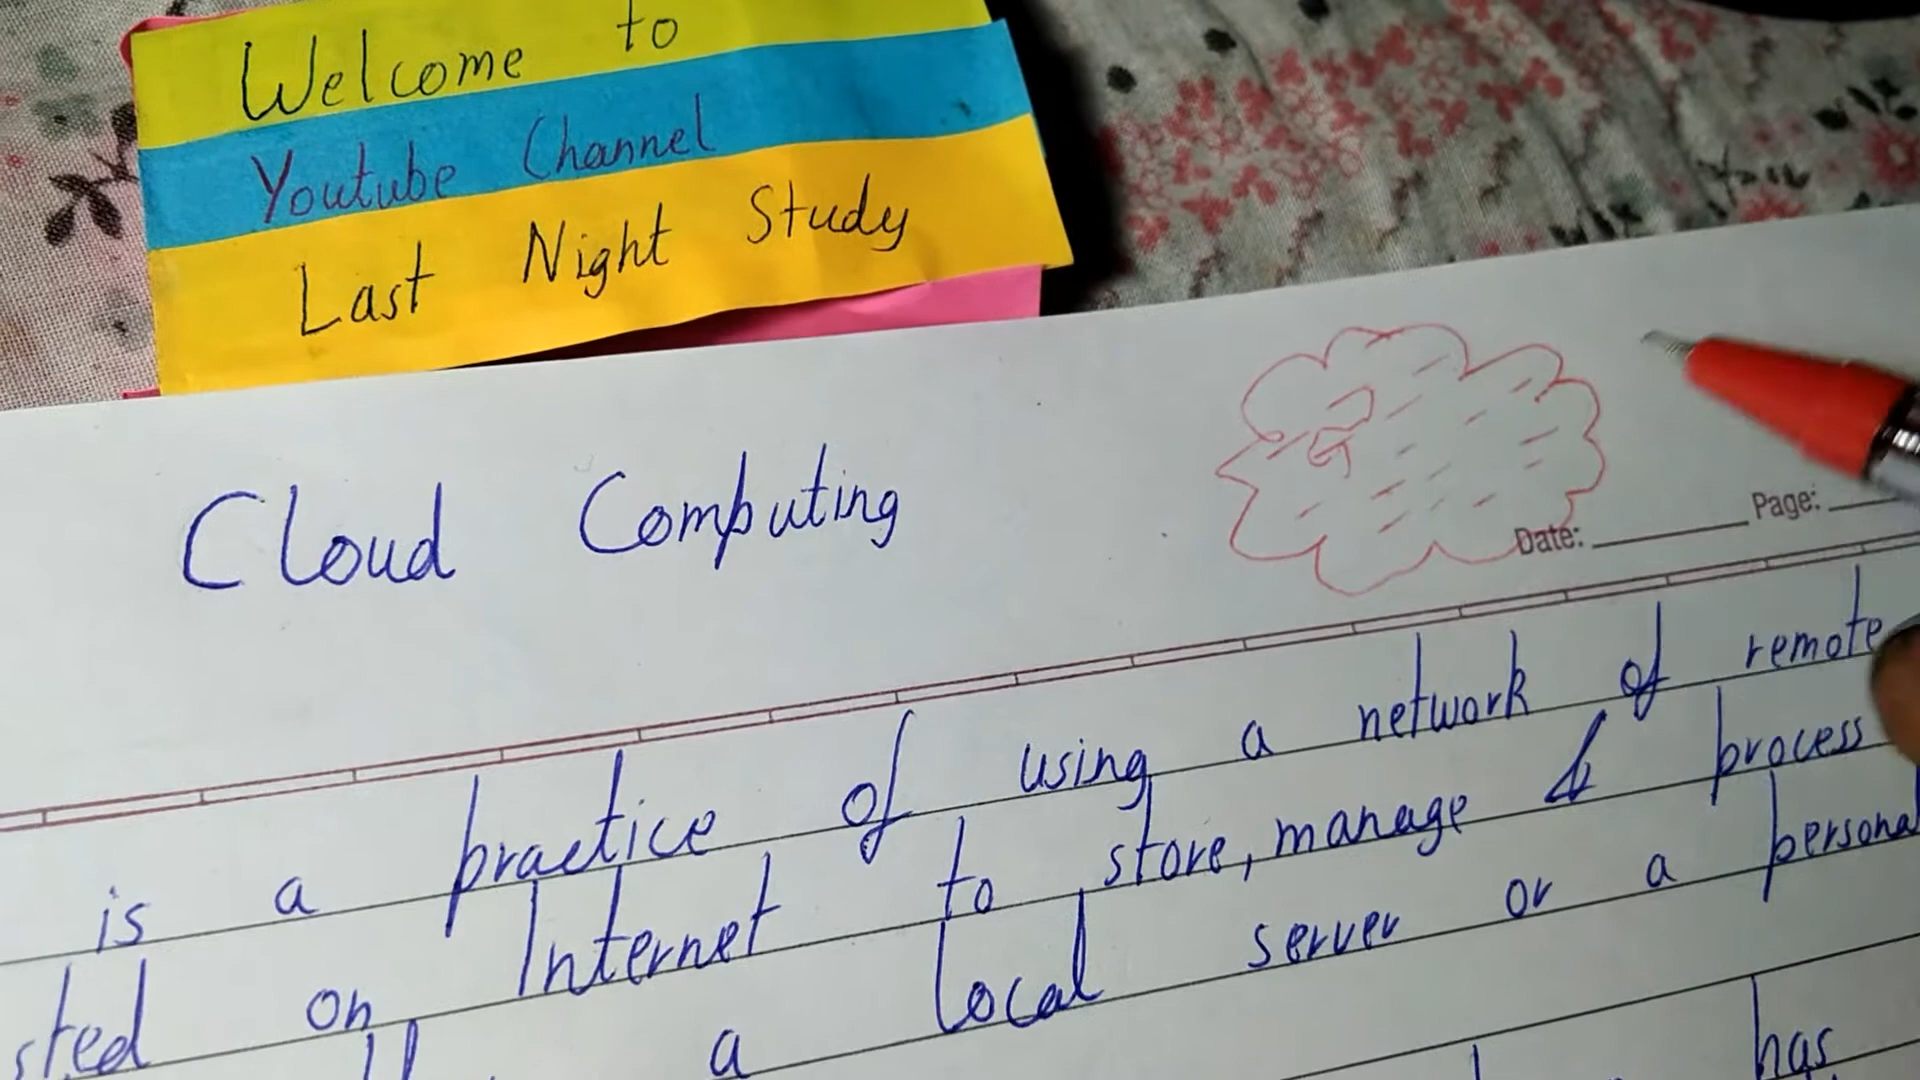 Welcome to
Youtube Channel
Last Night Study
Cloud Computing
Date: Page:
is a practice of using a network of remote
sted on Internet to store, manage & process
a local server or a personal
has